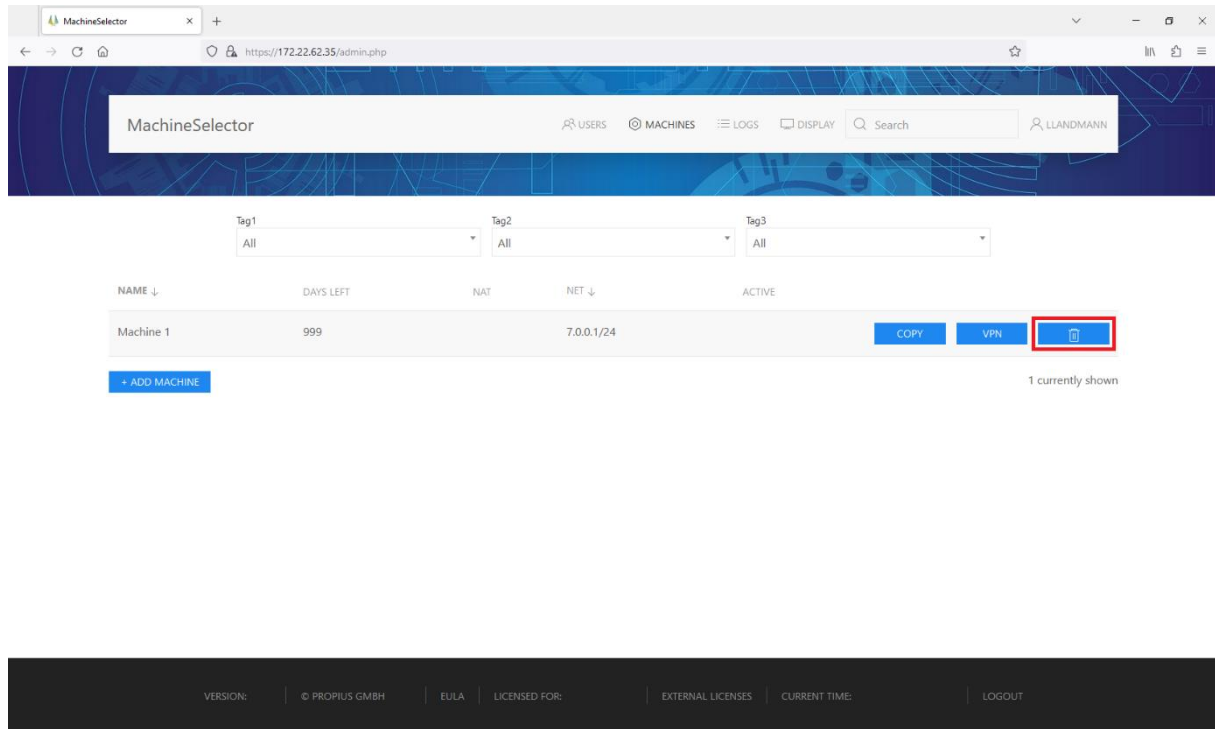 MachineSelector
https://172.22.62.35/admin.php
MachineSelector USERS MACHINES LOGS DISPLAY Search LLANDMANN
Tag1 Tag2 Tag3
All All All
NAME ↓ DAYS LEFT NAT NET ↓ ACTIVE
Machine 1 999 7.0.0.1/24 COPY VPN
+ ADD MACHINE 1 currently shown
VERSION: © PROPIUS GMBH EULA LICENSED FOR: EXTERNAL LICENSES CURRENT TIME: LOGOUT